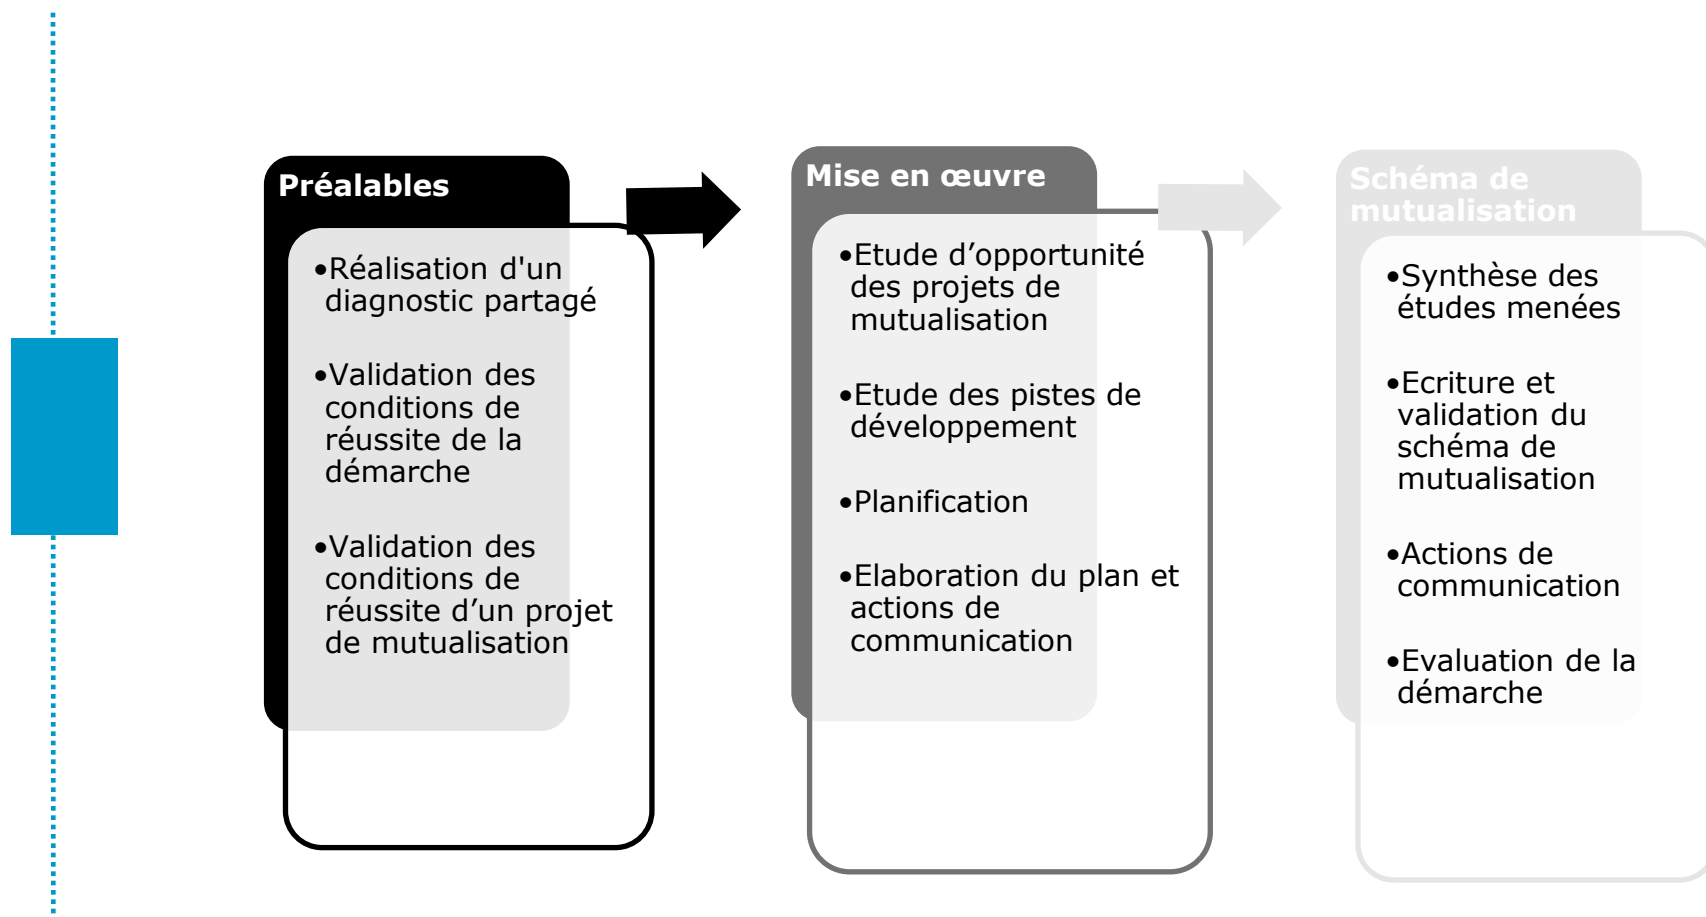 Préalables
•Réalisation d'un
diagnostic partagé
•Validation des
conditions de
réussite de la
démarche
•Validation des
conditions de
réussite d’un projet
de mutualisation
Mise en œuvre
•Etude d’opportunité
des projets de
mutualisation
•Etude des pistes de
développement
•Planification
•Elaboration du plan et
actions de
communication
Schéma de
mutualisation
•Synthèse des
études menées
•Ecriture et
validation du
schéma de
mutualisation
•Actions de
communication
•Evaluation de la
démarche